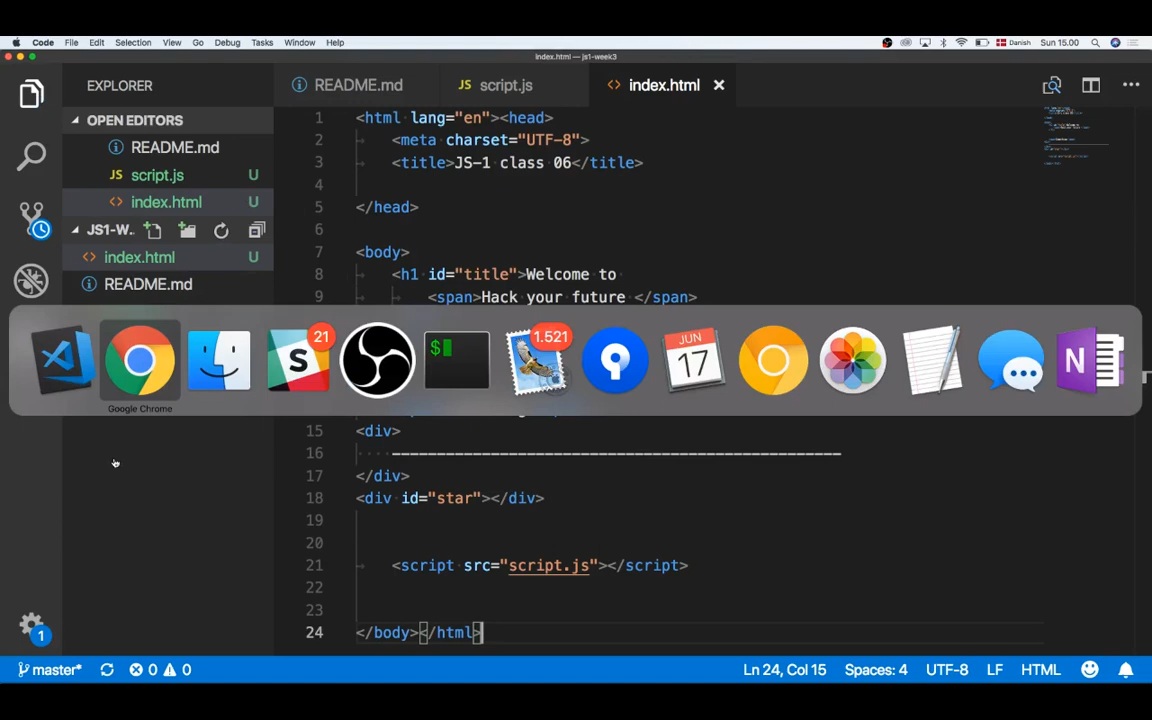 Code File Edit Selection View Go Debug Tasks Window Help Danish Sun 15.00
index.html — js1-week3
EXPLORER
README.md
JS script.js
<> index.html
OPEN EDITORS
README.md
JS script.js U
<> index.html U
JS1-W...
<> index.html U
README.md
1 <html lang="en"><head>
2 <meta charset="UTF-8">
3 <title>JS-1 class 06</title>
4
5 </head>
6
7 <body>
8 <h1 id="title">Welcome to
9 <span>Hack your future </span>
21
$
1.521
JUN
17
N
Google Chrome
15 <div>
16 --------------------------------------------------
17 </div>
18 <div id="star"></div>
19
20
21 <script src="script.js"></script>
22
23
24 </body></html>
1
master* 0 0 Ln 24, Col 15 Spaces: 4 UTF-8 LF HTML